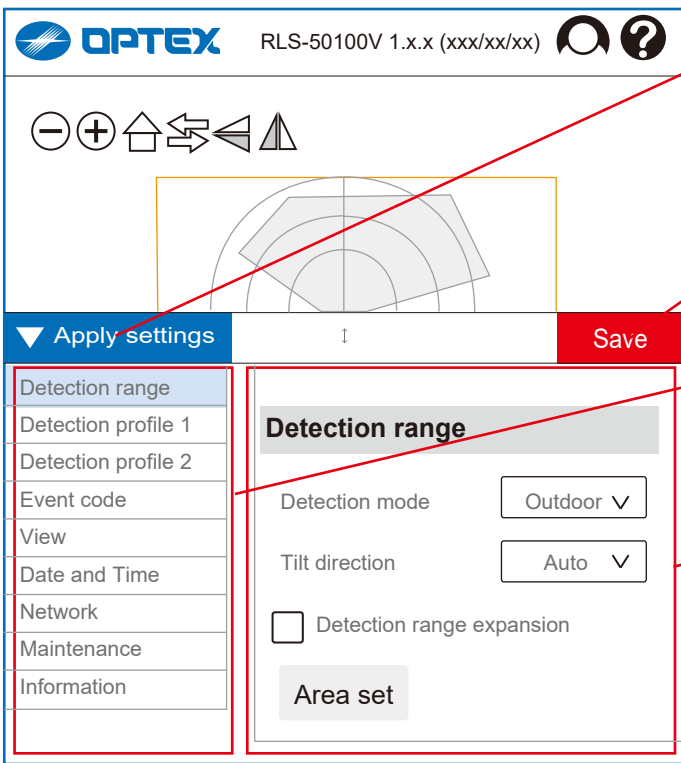 OPTEX RLS-50100V 1.x.x (xxx/xx/xx) ?
Apply settings
Save
Detection range
Detection profile 1
Detection profile 2
Event code
View
Date and Time
Network
Maintenance
Information
Detection range
Detection mode Outdoor
Tilt direction Auto
Detection range expansion
Area set